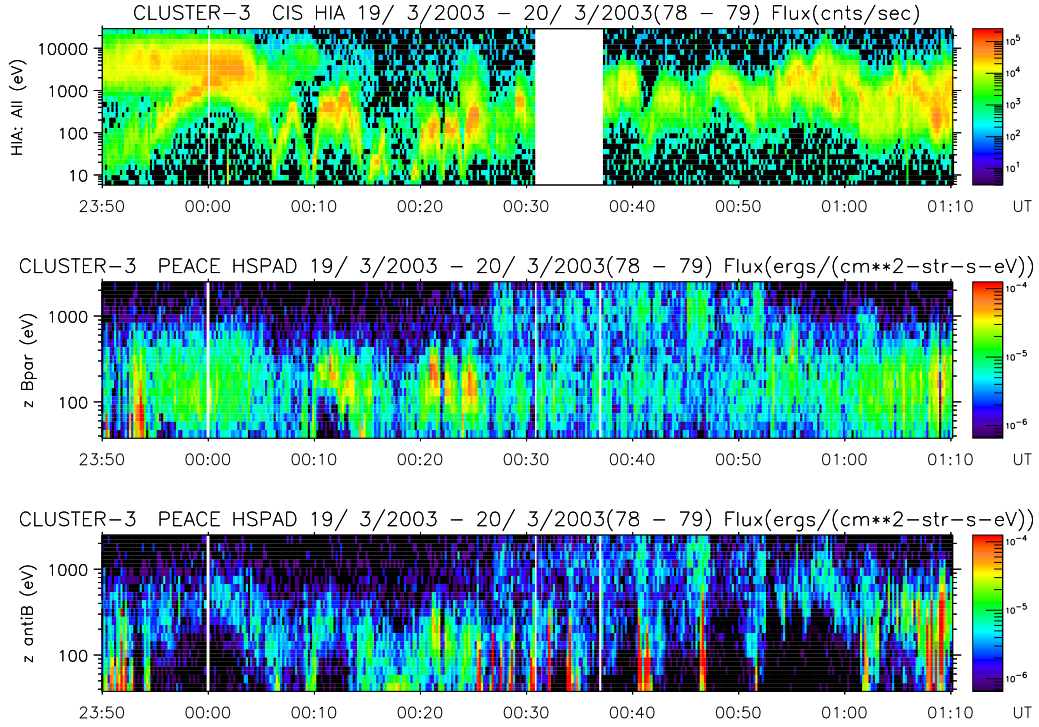 CLUSTER-3 CIS HIA 19/ 3/2003 - 20/ 3/2003(78 - 79) Flux(cnts/sec)
HIA: All (eV)
10000
1000
100
10
10⁵
10⁴
10³
10²
10¹
23:50 00:00 00:10 00:20 00:30 00:40 00:50 01:00 01:10 UT
CLUSTER-3 PEACE HSPAD 19/ 3/2003 - 20/ 3/2003(78 - 79) Flux(ergs/(cm**2-str-s-eV))
z Bpar (eV)
1000
100
10⁻⁴
10⁻⁵
10⁻⁶
23:50 00:00 00:10 00:20 00:30 00:40 00:50 01:00 01:10 UT
CLUSTER-3 PEACE HSPAD 19/ 3/2003 - 20/ 3/2003(78 - 79) Flux(ergs/(cm**2-str-s-eV))
z antiB (eV)
1000
100
10⁻⁴
10⁻⁵
10⁻⁶
23:50 00:00 00:10 00:20 00:30 00:40 00:50 01:00 01:10 UT